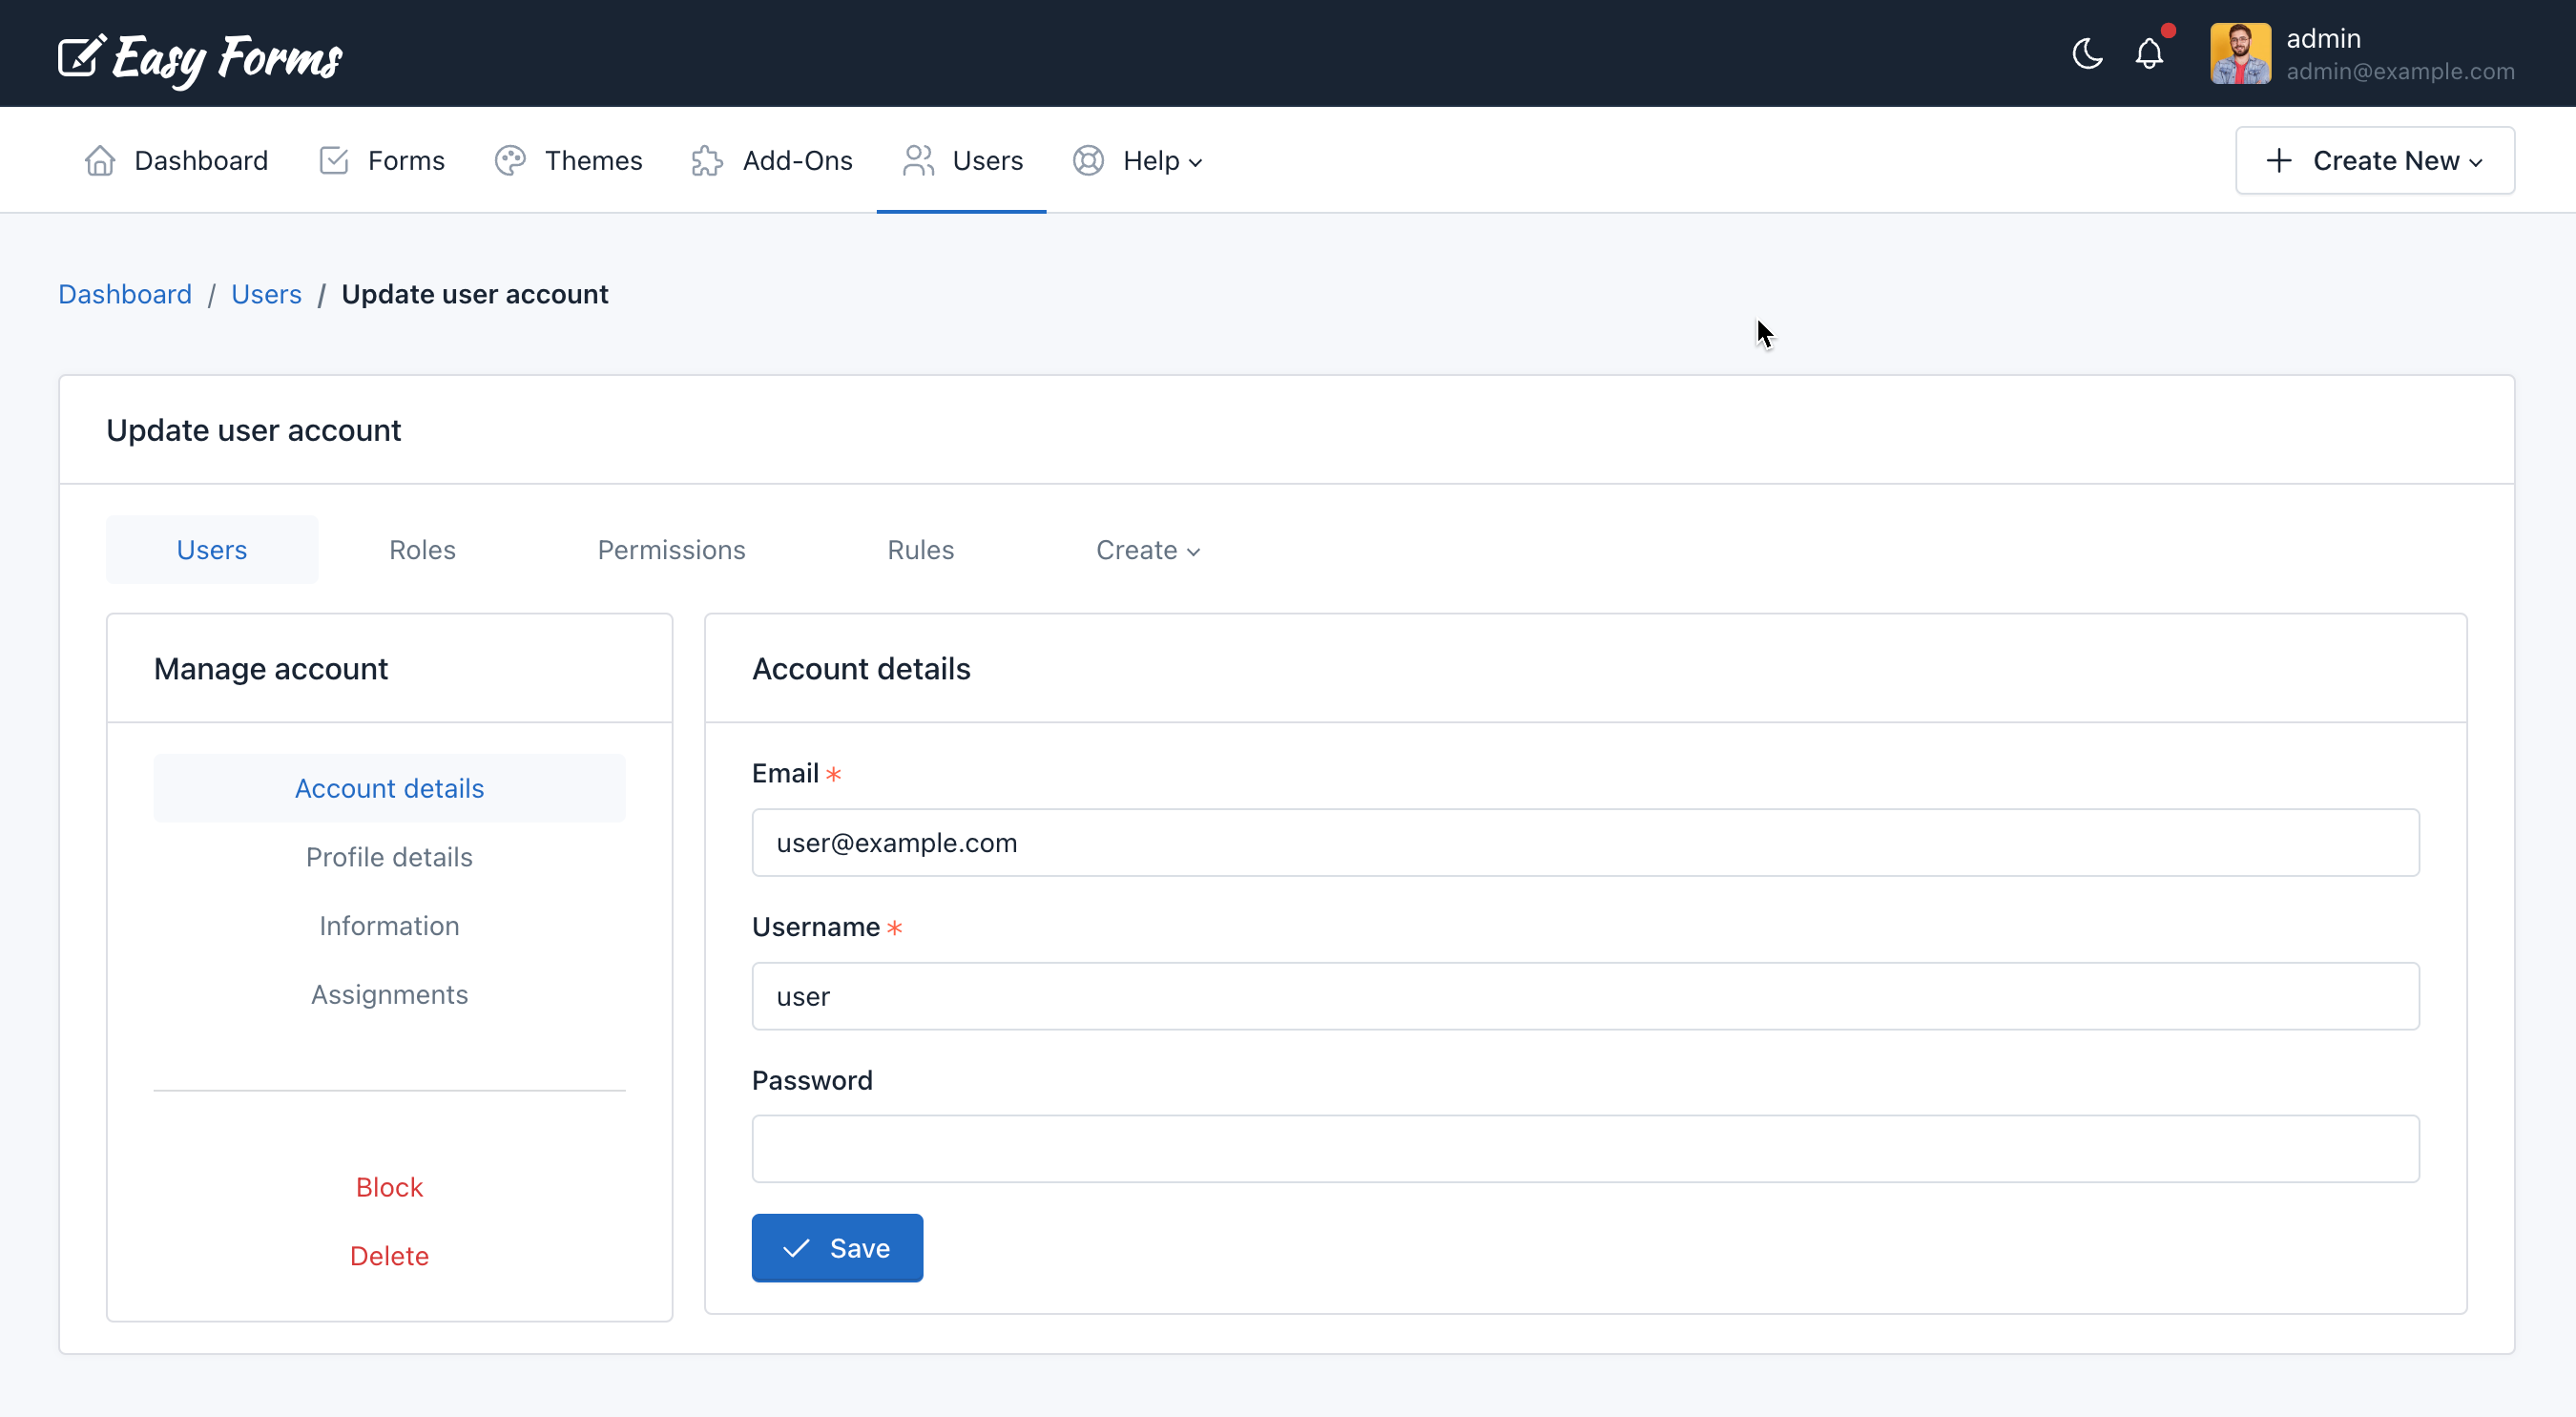 Easy Forms
admin
admin@example.com
Dashboard
Forms
Themes
Add-Ons
Users
Help
Create New
Dashboard / Users / Update user account
Update user account
Users
Roles
Permissions
Rules
Create
Manage account
Account details
Profile details
Information
Assignments
Block
Delete
Account details
Email *
user@example.com
Username *
user
Password
Save